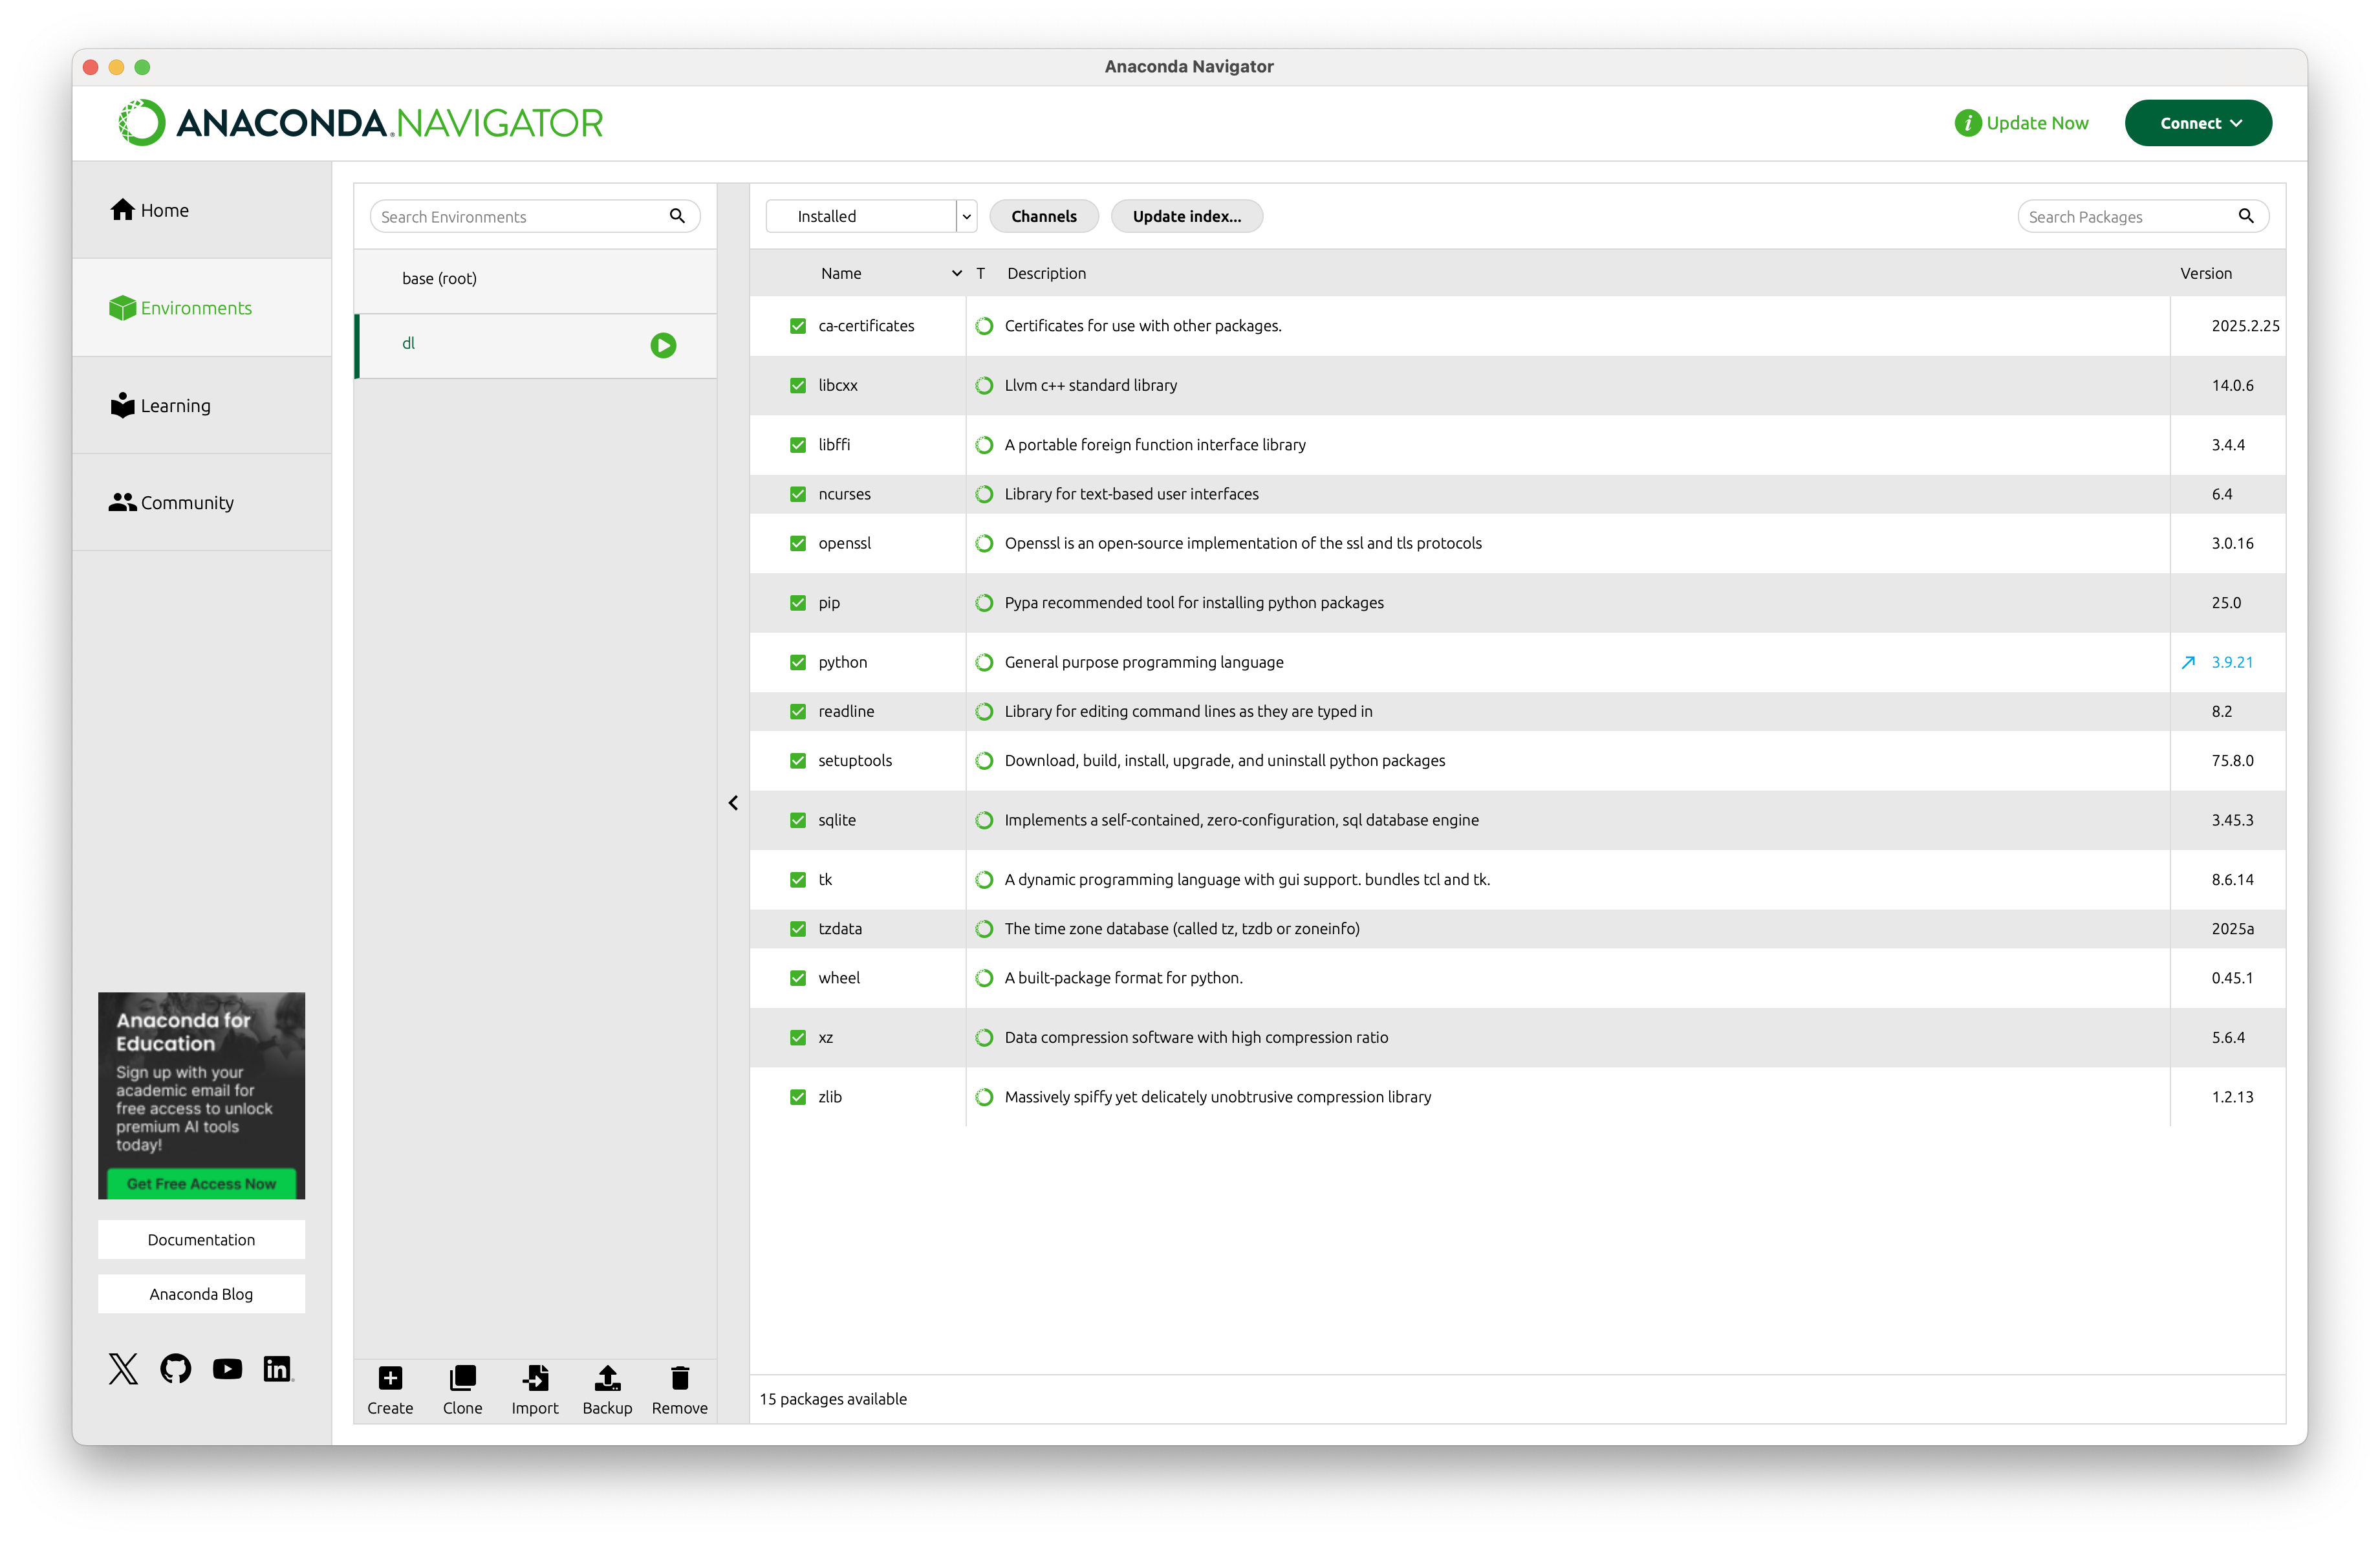 Anaconda Navigator
ANACONDA.NAVIGATOR
i Update Now
Connect
Home
Environments
Learning
Community
Anaconda for
Education
Sign up with your
academic email for
free access to unlock
premium AI tools
today!
Get Free Access Now
Documentation
Anaconda Blog
Search Environments
base (root)
dl
Create Clone Import Backup Remove
Installed Channels Update index... Search Packages
Name T Description Version
ca-certificates Certificates for use with other packages. 2025.2.25
libcxx Llvm c++ standard library 14.0.6
libffi A portable foreign function interface library 3.4.4
ncurses Library for text-based user interfaces 6.4
openssl Openssl is an open-source implementation of the ssl and tls protocols 3.0.16
pip Pypa recommended tool for installing python packages 25.0
python General purpose programming language 3.9.21
readline Library for editing command lines as they are typed in 8.2
setuptools Download, build, install, upgrade, and uninstall python packages 75.8.0
sqlite Implements a self-contained, zero-configuration, sql database engine 3.45.3
tk A dynamic programming language with gui support. bundles tcl and tk. 8.6.14
tzdata The time zone database (called tz, tzdb or zoneinfo) 2025a
wheel A built-package format for python. 0.45.1
xz Data compression software with high compression ratio 5.6.4
zlib Massively spiffy yet delicately unobtrusive compression library 1.2.13
15 packages available